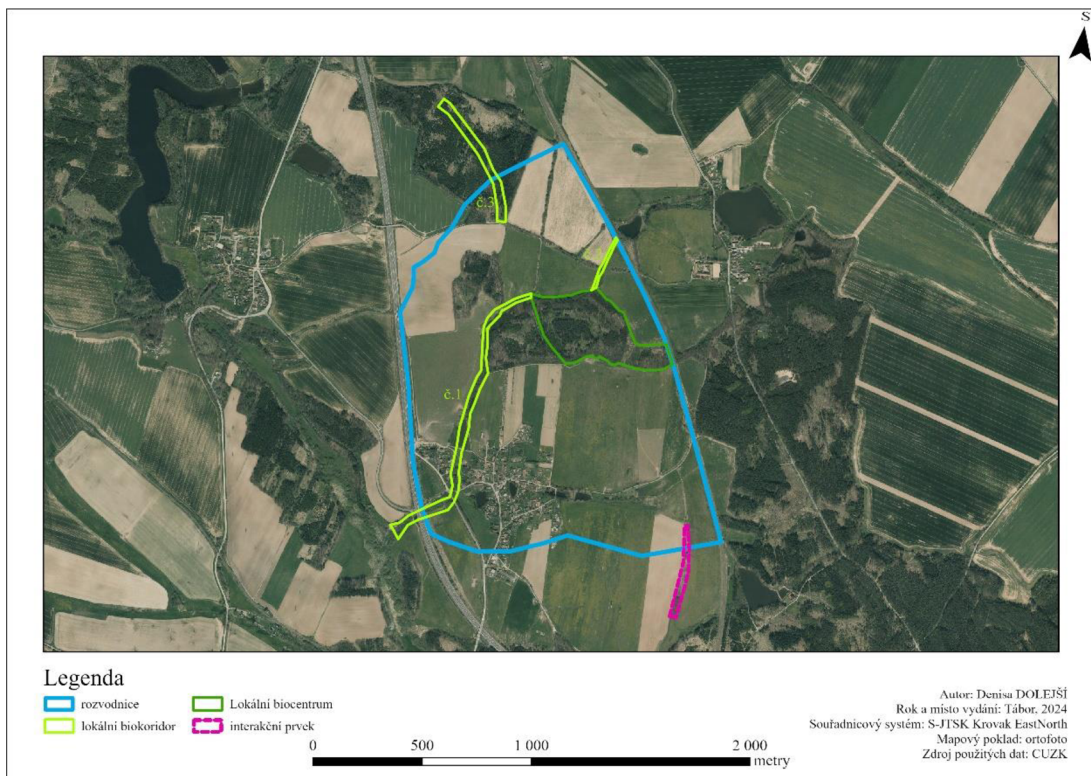 S
č.3
č.1
Legenda
rozvodnice
Lokální biocentrum
lokální biokoridor
interakční prvek
0 500 1 000 2 000
metry
Autor: Denisa DOLEJŠÍ
Rok a místo vydání: Tábor, 2024
Souřadnicový systém: S-JTSK Krovak EastNorth
Mapový poklad: ortofoto
Zdroj použitých dat: CUZK